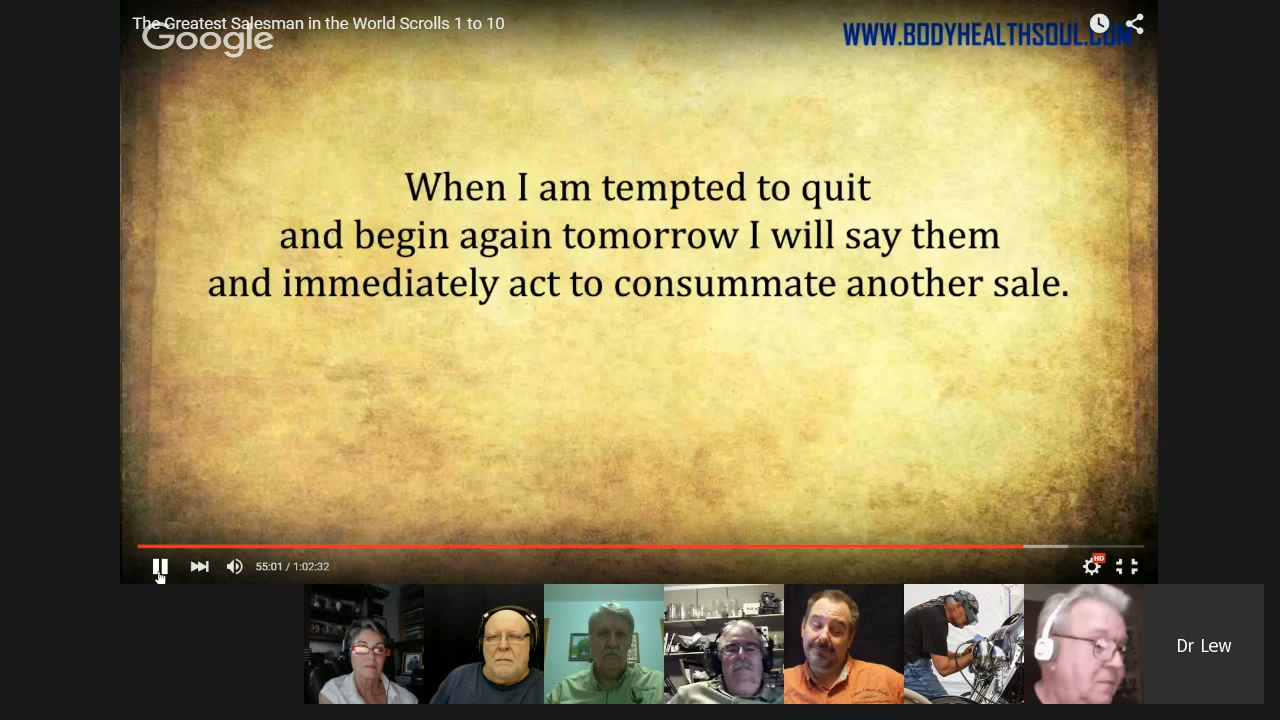 The Greatest Salesman in the World Scrolls 1 to 10
Google
WWW.BODYHEALTHSOUL.COM
When I am tempted to quit
and begin again tomorrow I will say them
and immediately act to consummate another sale.
55:01 / 1:02:32
HD
Dr Lew